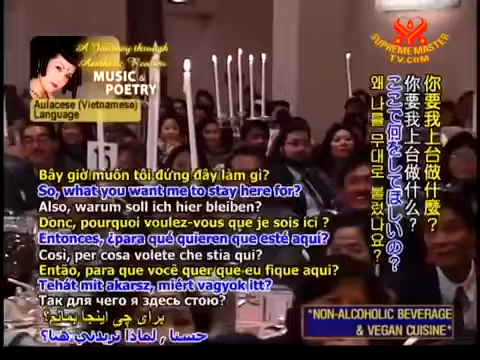 A Journey through
Aesthetic Realms
MUSIC &
POETRY
Aulacese (Vietnamese)
Language
SUPREME MASTER
TV.COM
你要我上台做什麼？
你要我上台做什么？
ここで何をしてほしいの？
왜 나를 무대로 불렀나요?
Bây giờ muốn tôi đứng đây làm gì?
So, what you want me to stay here for?
Also, warum soll ich hier bleiben?
Donc, pourquoi voulez-vous que je sois ici ?
Entonces, ¿para qué quieren que esté aquí?
Così, per cosa volete che stia qui?
Então, para que você quer que eu fique aqui?
Tehát mit akarsz, miért vagyok itt?
Так для чего я здесь стою?
برای چی اینجا بمانم؟
حسنا , لماذا تريدني هنا؟
*NON-ALCOHOLIC BEVERAGE
& VEGAN CUISINE*